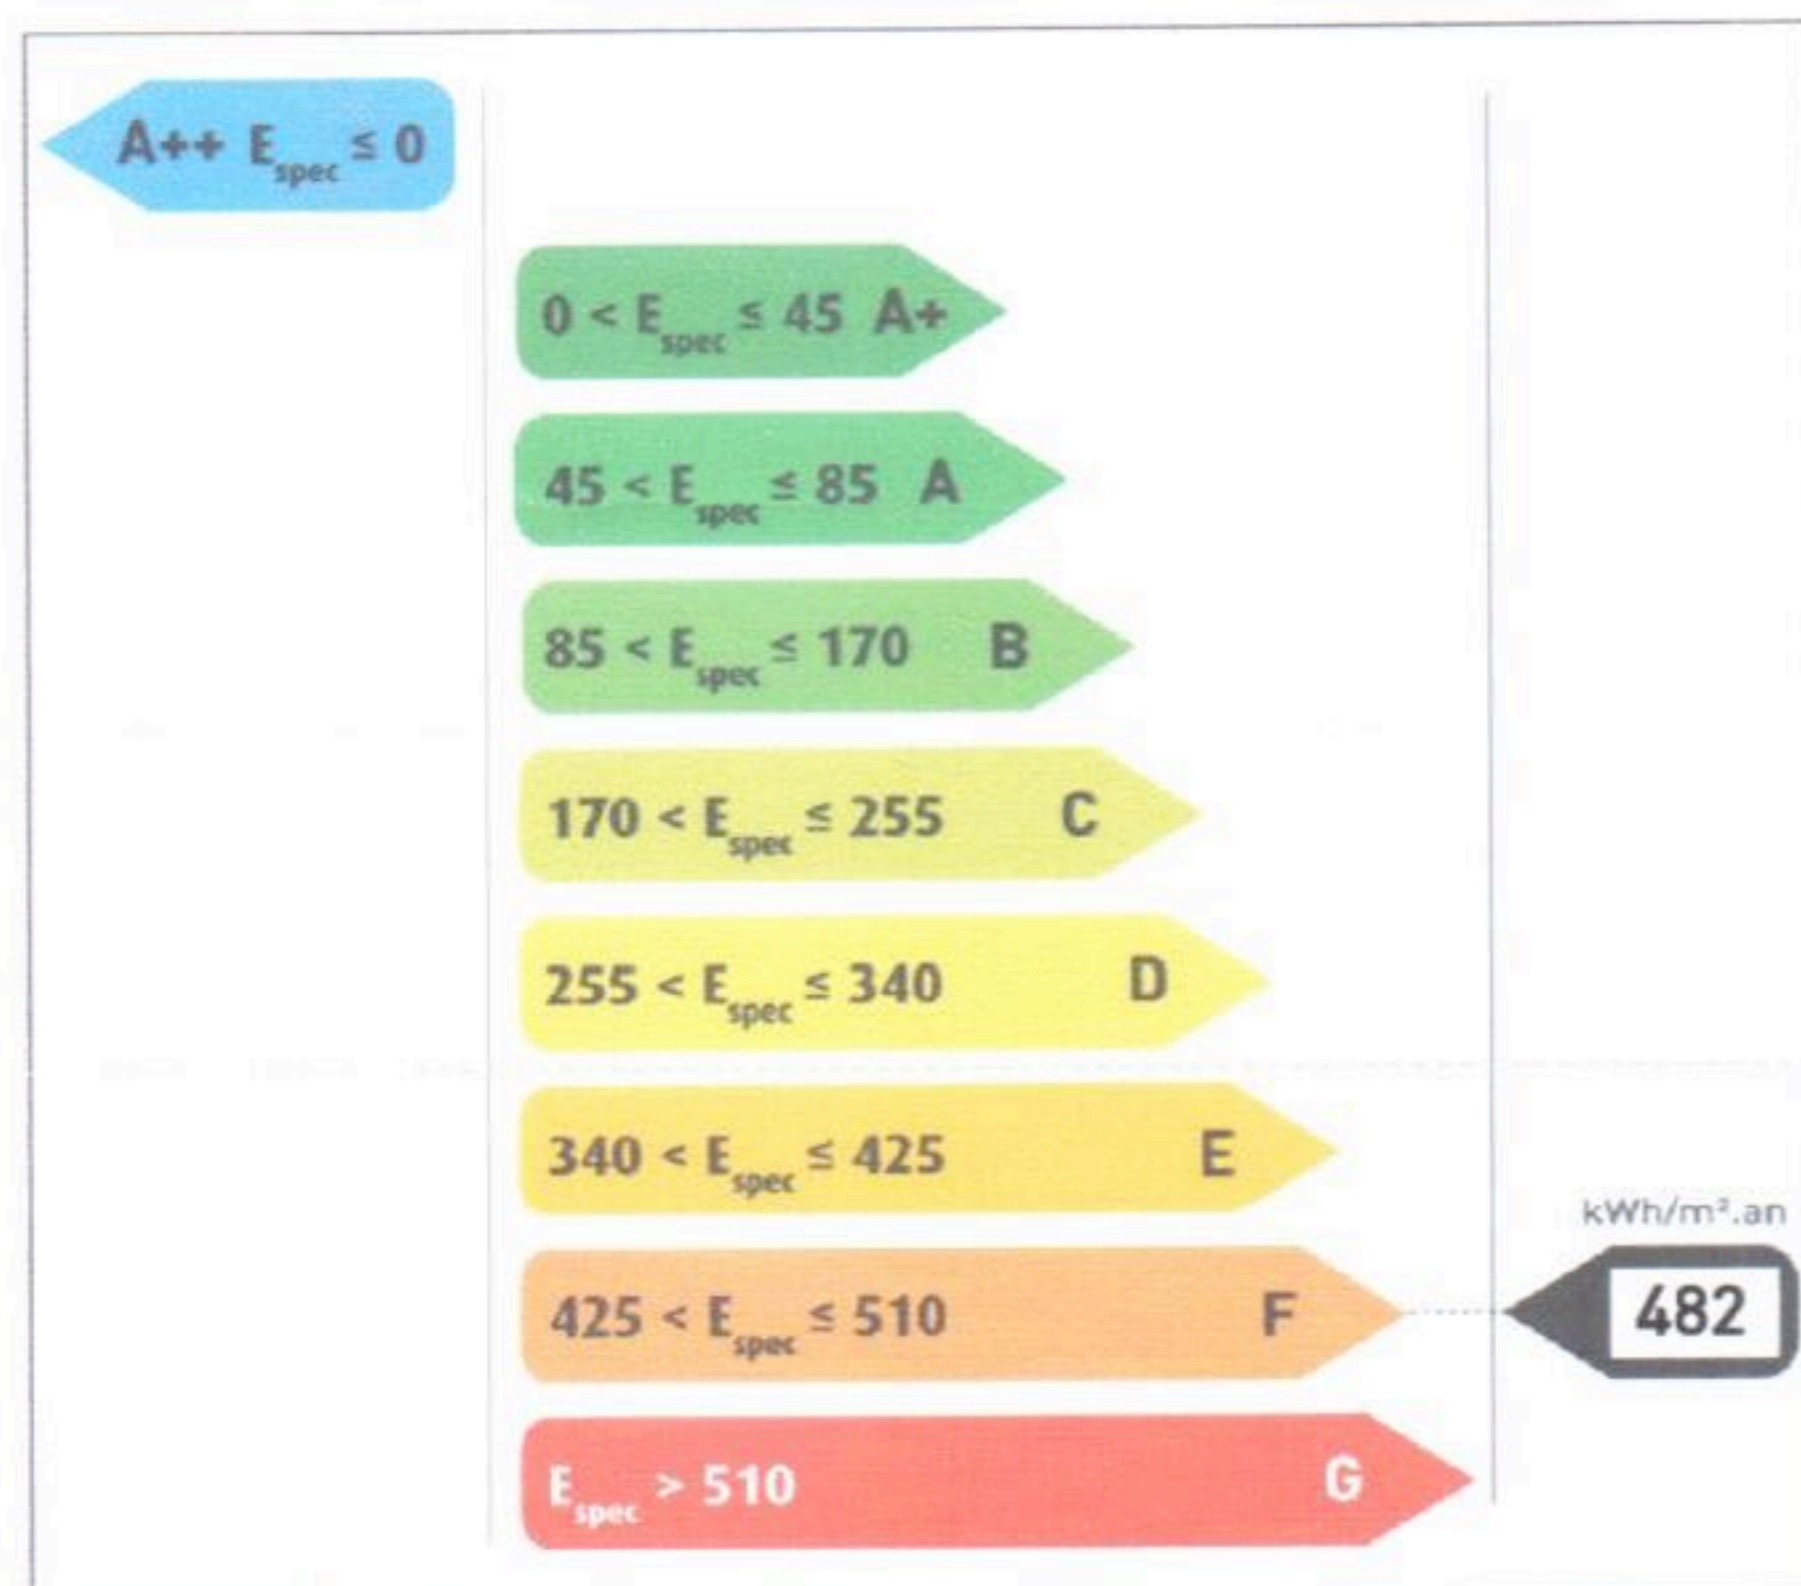 A++ Espec ≤ 0
0 < Espec ≤ 45 A+
45 < Espec ≤ 85 A
85 < Espec ≤ 170 B
170 < Espec ≤ 255 C
255 < Espec ≤ 340 D
340 < Espec ≤ 425 E
kWh/m².an
425 < Espec ≤ 510 F
482
Espec > 510 G